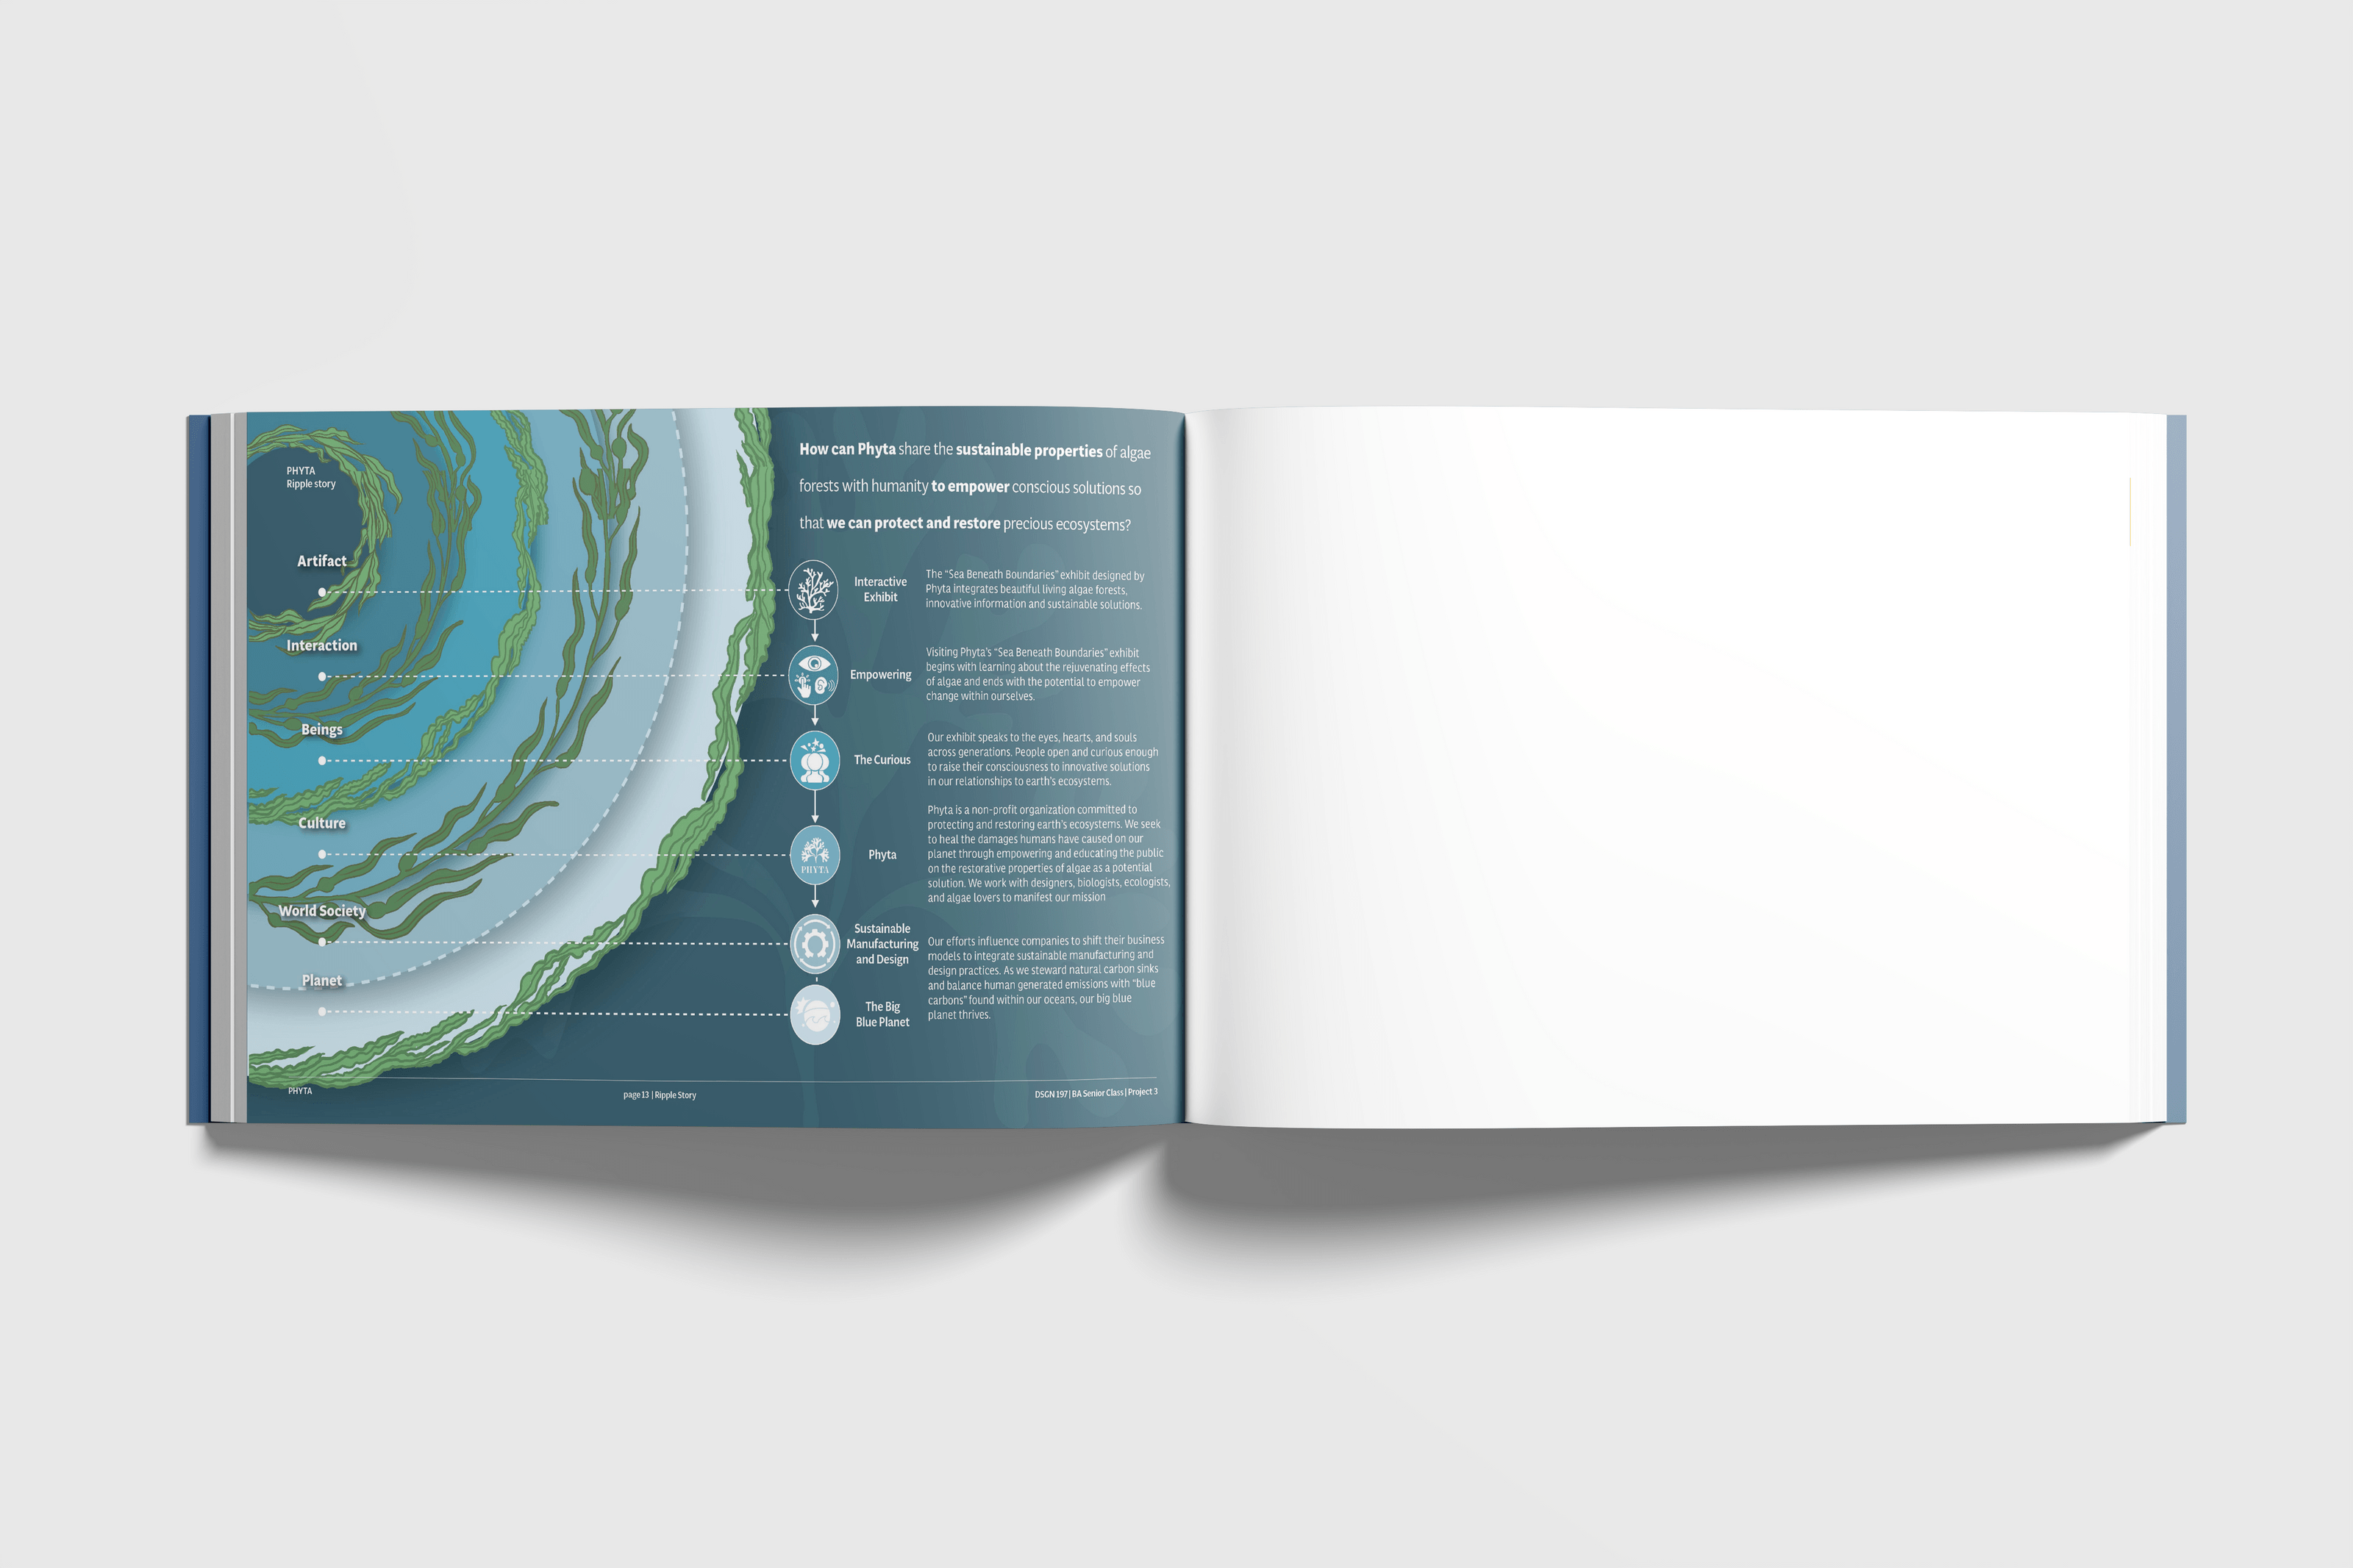 PHYTA
Ripple story
How can Phyta share the sustainable properties of algae
forests with humanity to empower conscious solutions so
that we can protect and restore precious ecosystems?
Artifact
Interactive
Exhibit
The “Sea Beneath Boundaries” exhibit designed by
Phyta integrates beautiful living algae forests,
innovative information and sustainable solutions.
Interaction
Empowering
Visiting Phyta’s “Sea Beneath Boundaries” exhibit
begins with learning about the rejuvenating effects
of algae and ends with the potential to empower
change within ourselves.
Beings
The Curious
Our exhibit speaks to the eyes, hearts, and souls
across generations. People open and curious enough
to raise their consciousness to innovative solutions
in our relationships to earth’s ecosystems.
Culture
PHYTA
Phyta
Phyta is a non-profit organization committed to
protecting and restoring earth’s ecosystems. We seek
to heal the damages humans have caused on our
planet through empowering and educating the public
on the restorative properties of algae as a potential
solution. We work with designers, biologists, ecologists,
and algae lovers to manifest our mission
World Society
Sustainable
Manufacturing
and Design
Our efforts influence companies to shift their business
models to integrate sustainable manufacturing and
design practices. As we steward natural carbon sinks
and balance human generated emissions with “blue
carbons” found within our oceans, our big blue
planet thrives.
Planet
The Big
Blue Planet
PHYTA
page 13 | Ripple Story
DSGN 197 | BA Senior Class | Project 3